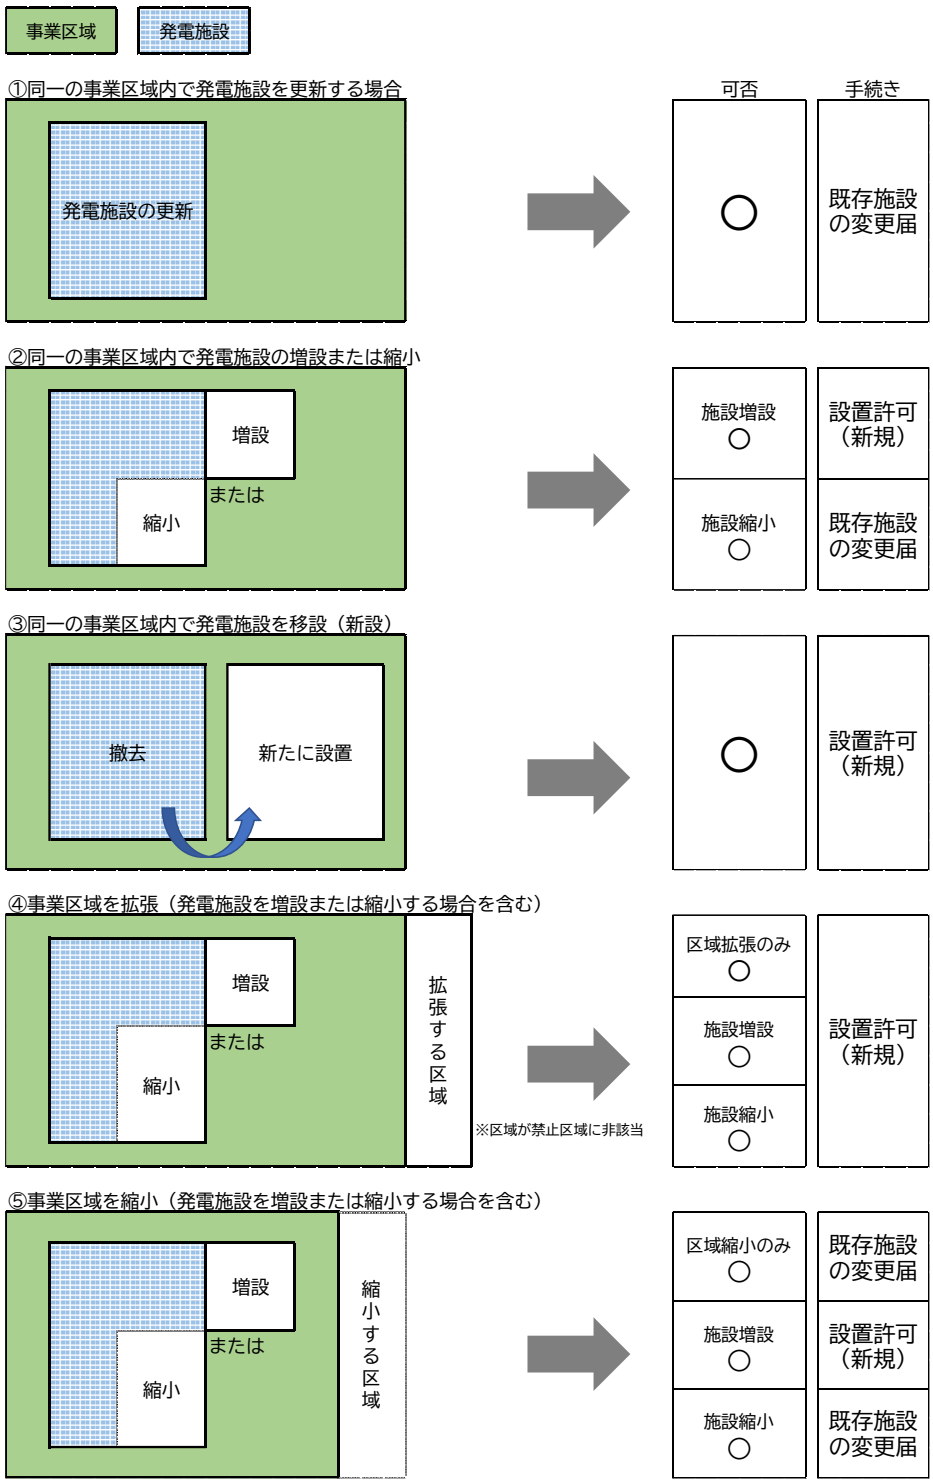 事業区域
発電施設
①同一の事業区域内で発電施設を更新する場合
可否
手続き
発電施設の更新
○
既存施設
の変更届
②同一の事業区域内で発電施設の増設または縮小
増設
または
縮小
施設増設
○
設置許可
（新規）
施設縮小
○
既存施設
の変更届
③同一の事業区域内で発電施設を移設（新設）
撤去
新たに設置
○
設置許可
（新規）
④事業区域を拡張（発電施設を増設または縮小する場合を含む）
増設
または
縮小
拡張する区域
※区域が禁止区域に非該当
区域拡張のみ
○
施設増設
○
施設縮小
○
設置許可
（新規）
⑤事業区域を縮小（発電施設を増設または縮小する場合を含む）
増設
または
縮小
縮小する区域
区域縮小のみ
○
既存施設
の変更届
施設増設
○
設置許可
（新規）
施設縮小
○
既存施設
の変更届